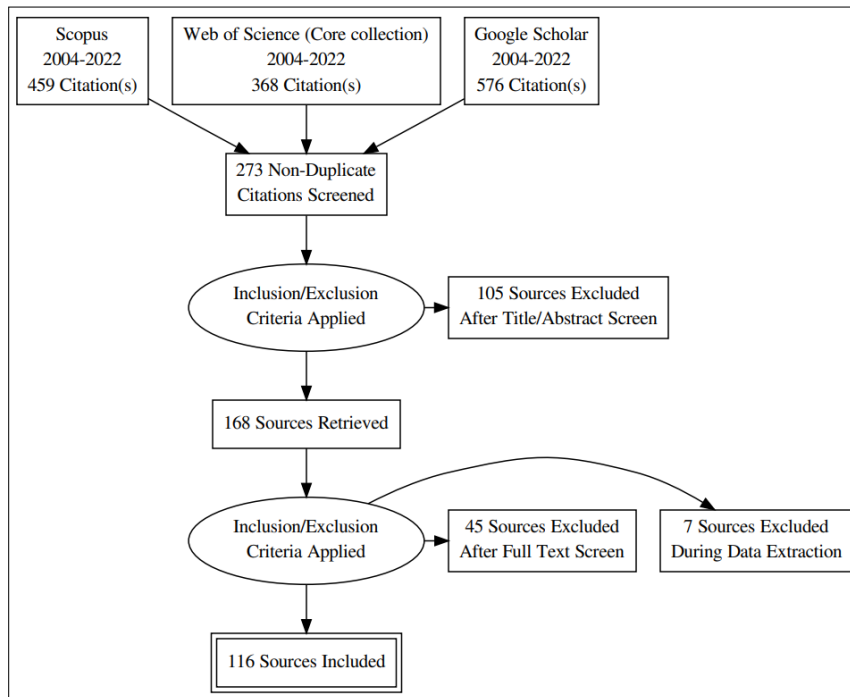 Scopus
2004-2022
459 Citation(s)
Web of Science (Core collection)
2004-2022
368 Citation(s)
Google Scholar
2004-2022
576 Citation(s)
273 Non-Duplicate
Citations Screened
Inclusion/Exclusion
Criteria Applied
105 Sources Excluded
After Title/Abstract Screen
168 Sources Retrieved
Inclusion/Exclusion
Criteria Applied
45 Sources Excluded
After Full Text Screen
7 Sources Excluded
During Data Extraction
116 Sources Included